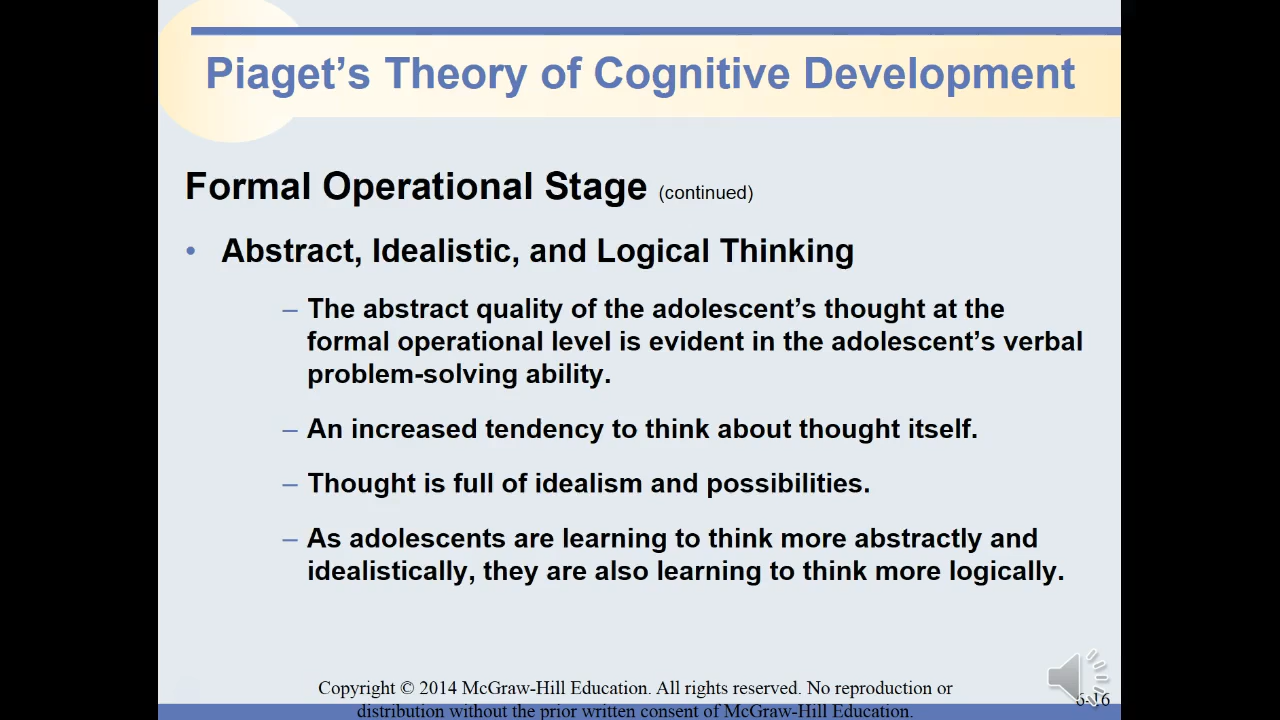 Piaget’s Theory of Cognitive Development
Formal Operational Stage (continued)
• Abstract, Idealistic, and Logical Thinking
– The abstract quality of the adolescent’s thought at the
formal operational level is evident in the adolescent’s verbal
problem-solving ability.
– An increased tendency to think about thought itself.
– Thought is full of idealism and possibilities.
– As adolescents are learning to think more abstractly and
idealistically, they are also learning to think more logically.
Copyright © 2014 McGraw-Hill Education. All rights reserved. No reproduction or
distribution without the prior written consent of McGraw-Hill Education.
6-16